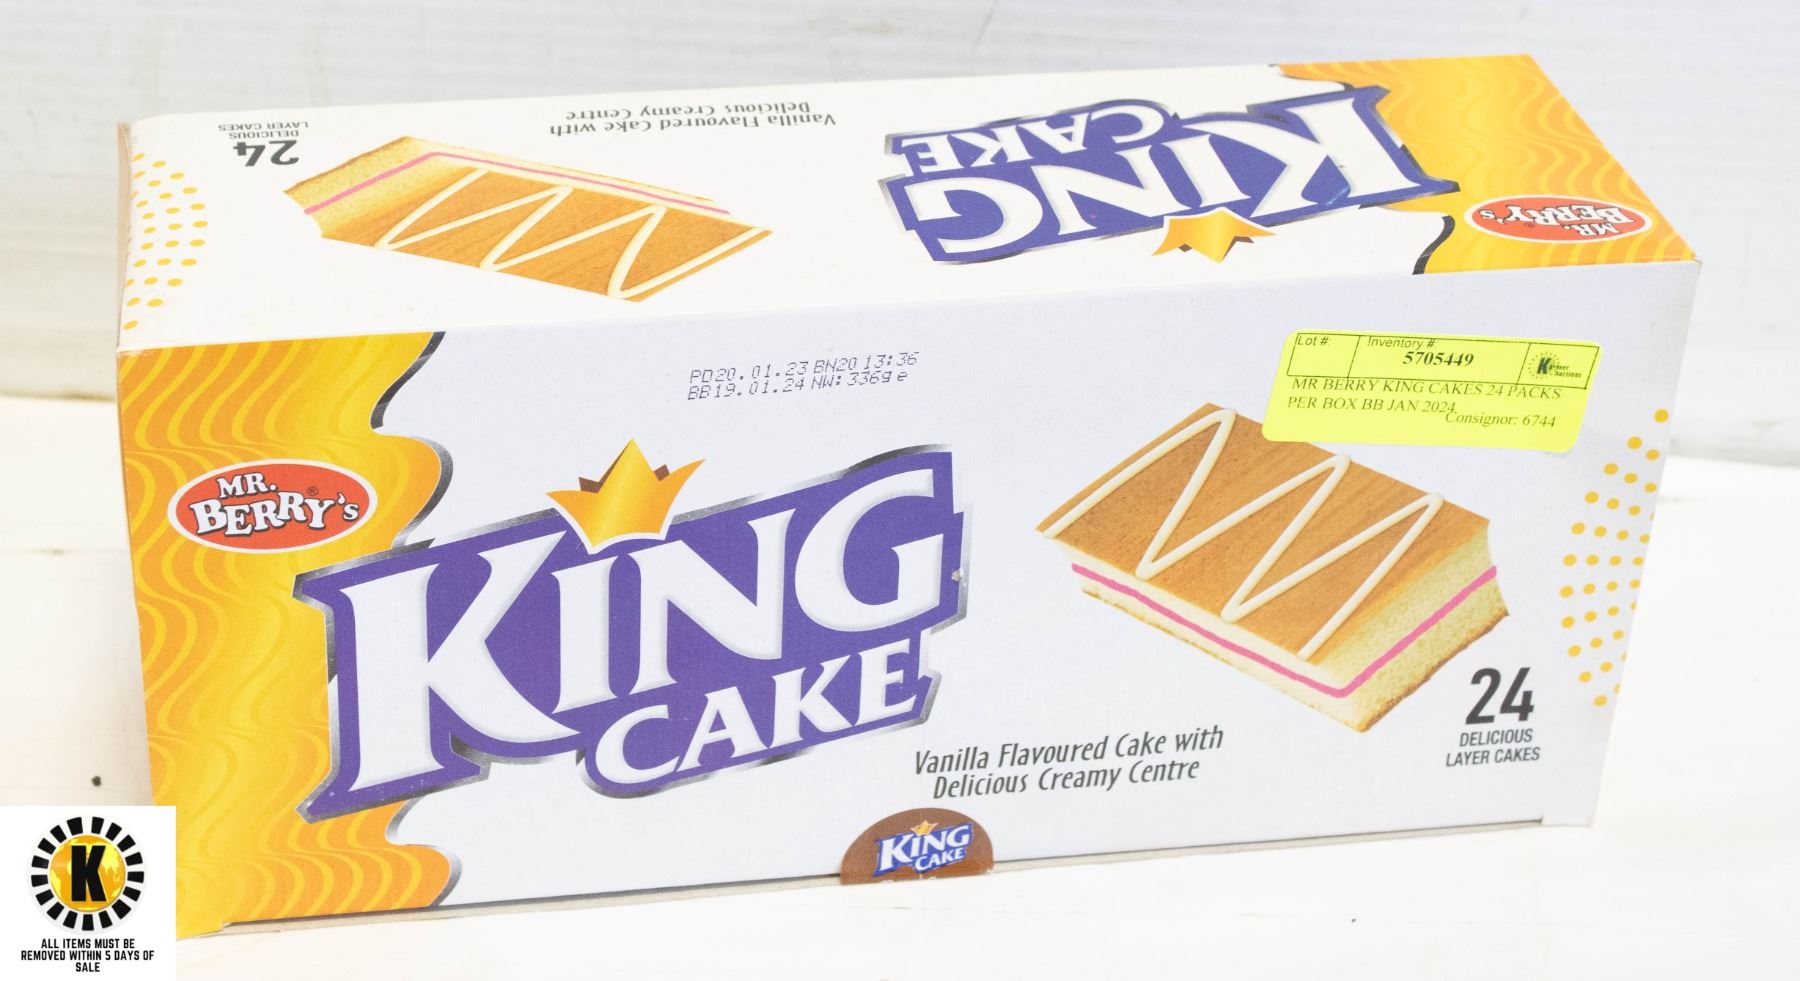 DELICIOUS
LAYER CAKES
24
Vanilla Flavoured Cake with
Delicious Creamy Centre
KING
CAKE
MR.
BERRY's
PD20.01.23 BN20 13:36
BB19.01.24 NW: 336g e
Lot #: Inventory #:
5705449
MR BERRY KING CAKES 24 PACKS
PER BOX BB JAN 2024
Consignor: 6744
MR.
BERRY's®
KING
CAKE
Vanilla Flavoured Cake with
Delicious Creamy Centre
24
DELICIOUS
LAYER CAKES
KING
CAKE
K
ALL ITEMS MUST BE
REMOVED WITHIN 5 DAYS OF
SALE